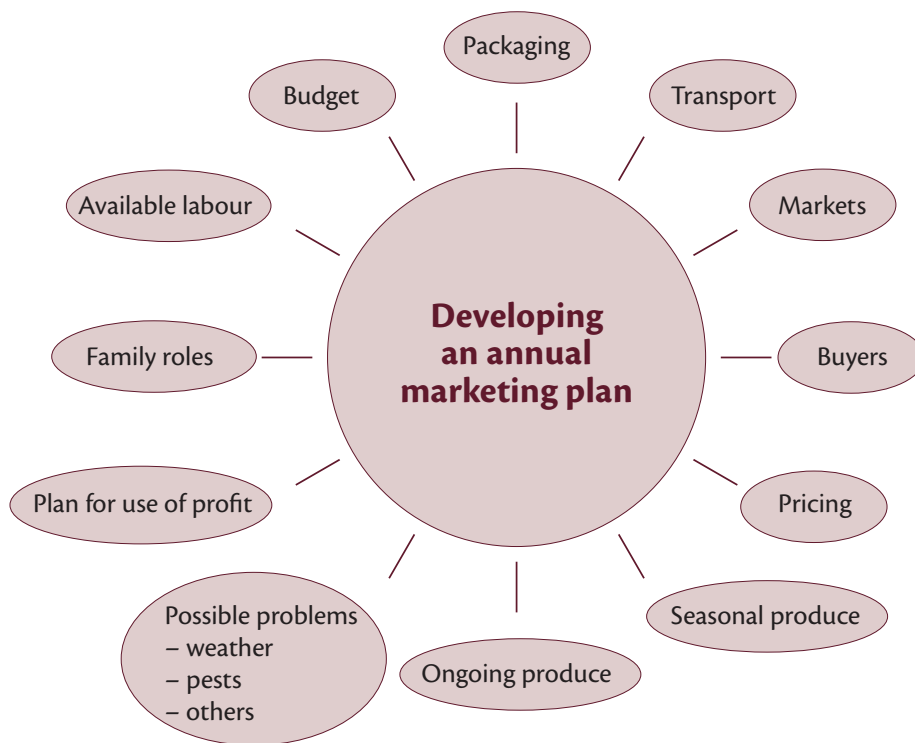 Packaging
Budget
Transport
Available labour
Markets
Developing
an annual
marketing plan
Family roles
Buyers
Plan for use of profit
Pricing
Possible problems
– weather
– pests
– others
Seasonal produce
Ongoing produce